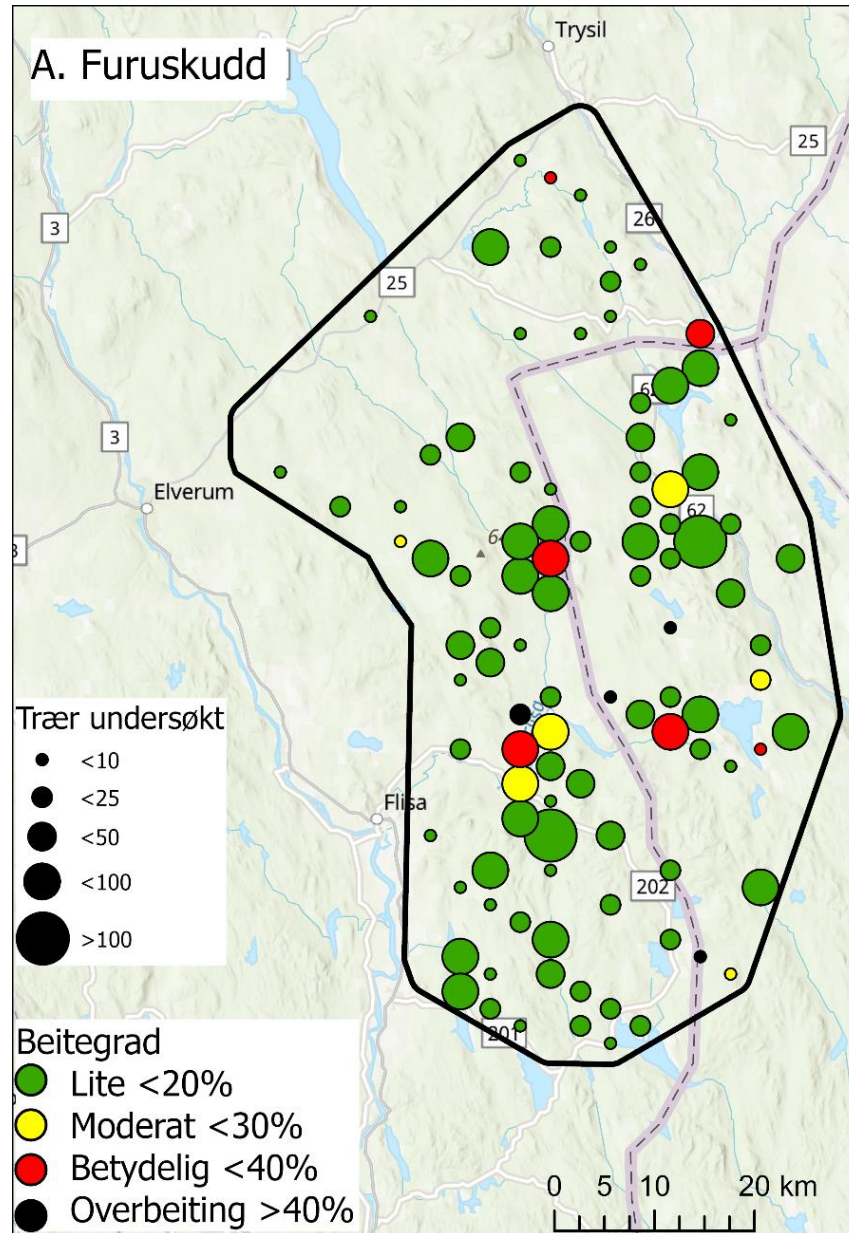 Trysil
A. Furuskudd
25
3
26
25
62
3
Elverum
62
3
Trær undersøkt
<10
<25
Flisa
<50
<100
202
>100
201
Beitegrad
Lite <20%
Moderat <30%
Betydelig <40%
Overbeiting >40%
0 5 10 20 km